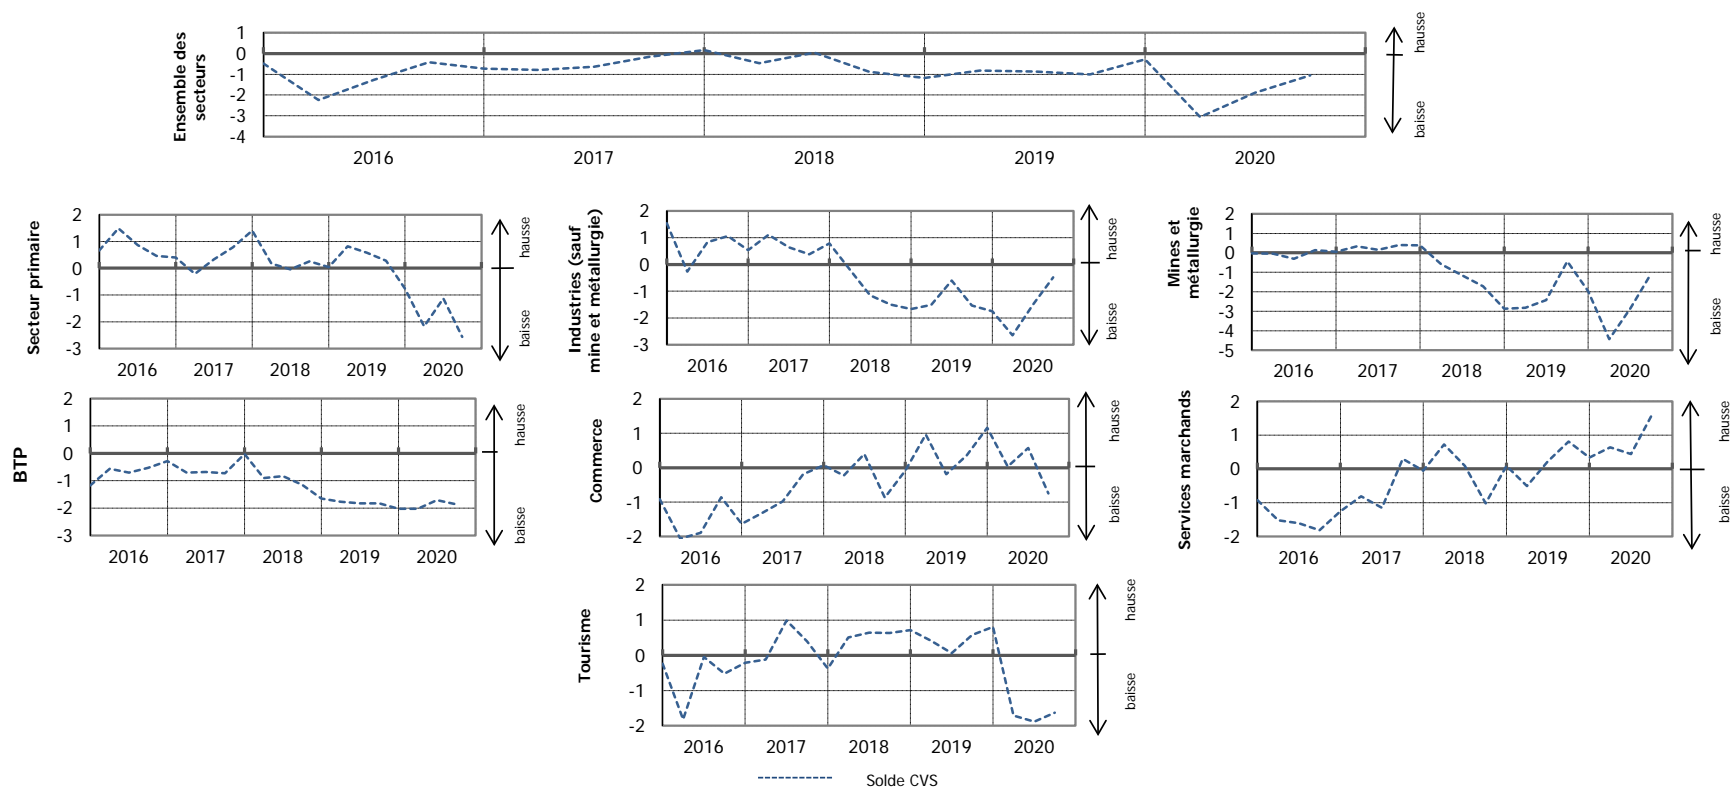 Ensemble des
secteurs
1
0
-1
-2
-3
-4
2016 2017 2018 2019 2020
hausse
baisse
Secteur primaire
2
1
0
-1
-2
-3
2016 2017 2018 2019 2020
hausse
baisse
Industries (sauf
mine et métallurgie)
2
1
0
-1
-2
-3
2016 2017 2018 2019 2020
hausse
baisse
Mines et
métallurgie
2
1
0
-1
-2
-3
-4
-5
2016 2017 2018 2019 2020
hausse
baisse
BTP
2
1
0
-1
-2
-3
2016 2017 2018 2019 2020
hausse
baisse
Commerce
2
1
0
-1
-2
2016 2017 2018 2019 2020
hausse
baisse
Services marchands
2
1
0
-1
-2
2016 2017 2018 2019 2020
hausse
baisse
Tourisme
2
1
0
-1
-2
2016 2017 2018 2019 2020
hausse
baisse
Solde CVS